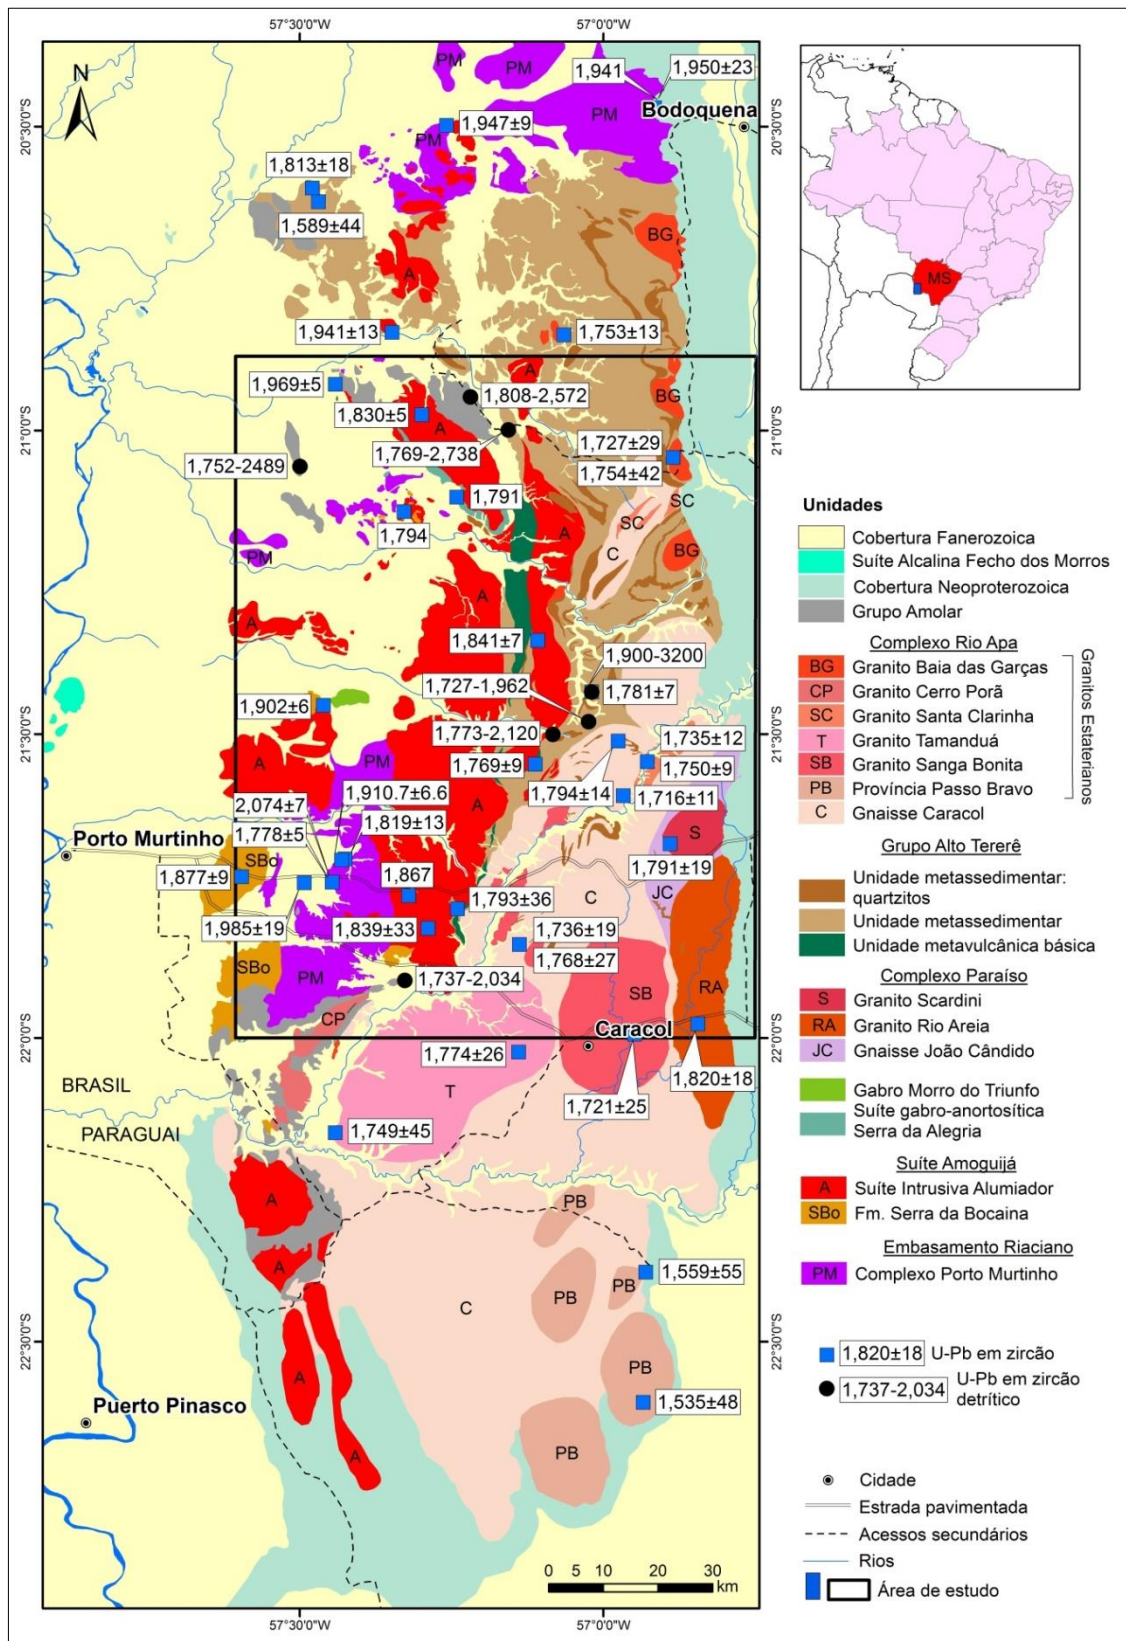 57°30'0"W
57°0'0"W
N
PM
PM
1,941
1,950±23
Bodoquena
PM
20°30'0"S
20°30'0"S
1,947±9
PM
1,813±18
1,589±44
BG
A
1,941±13
1,753±13
1,969±5
A
1,808-2,572
BG
1,830±5
A
21°0'0"S
21°0'0"S
1,769-2,738
1,727±29
1,752-2489
1,754±42
1,791
SC
SC
1,794
A
C
BG
PM
A
A
1,841±7
1,900-3200
1,727-1,962
1,781±7
1,902±6
21°30'0"S
21°30'0"S
1,773-2,120
1,735±12
A
PM
1,769±9
1,750±9
1,794±14
1,910.7±6.6
1,716±11
2,074±7
A
1,778±5
1,819±13
S
Porto Murtinho
SBo
1,791±19
1,877±9
1,867
JC
C
1,793±36
1,985±19
1,839±33
1,736±19
SBo
PM
1,768±27
1,737-2,034
SB
RA
CP
22°0'0"S
22°0'0"S
Caracol
1,774±26
1,820±18
BRASIL
T
1,721±25
PARAGUAI
1,749±45
A
PB
A
1,559±55
C
PB
PB
22°30'0"S
22°30'0"S
A
PB
Puerto Pinasco
1,535±48
A
PB
0 5 10 20 30
km
57°30'0"W
57°0'0"W
MS
Unidades
Cobertura Fanerozoica
Suíte Alcalina Fecho dos Morros
Cobertura Neoproterozoica
Grupo Amolar
Complexo Rio Apa
BG Granito Baia das Garças
CP Granito Cerro Porã
SC Granito Santa Clarinha
T Granito Tamanduá
SB Granito Sanga Bonita
PB Província Passo Bravo
C Gnaisse Caracol
Granitos Estaterianos
Grupo Alto Tererê
Unidade metassedimentar:
quartzitos
Unidade metassedimentar
Unidade metavulcânica básica
Complexo Paraíso
S Granito Scardini
RA Granito Rio Areia
JC Gnaisse João Cândido
Gabro Morro do Triunfo
Suíte gabro-anortosítica
Serra da Alegria
Suíte Amoguijá
A Suíte Intrusiva Alumiador
SBo Fm. Serra da Bocaina
Embasamento Riaciano
PM Complexo Porto Murtinho
1,820±18 U-Pb em zircão
1,737-2,034 U-Pb em zircão
detrítico
Cidade
Estrada pavimentada
Acessos secundários
Rios
Área de estudo